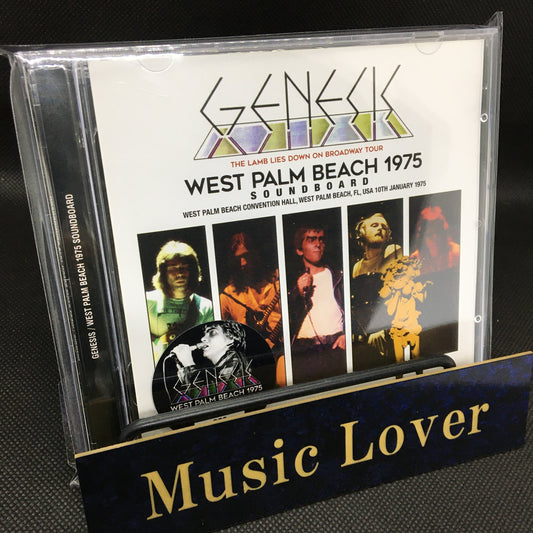 GENESIS
THE LAMB LIES DOWN ON BROADWAY TOUR
WEST PALM BEACH 1975
SOUNDBOARD
WEST PALM BEACH CONVENTION HALL, WEST PALM BEACH, FL, USA 10TH JANUARY 1975
GENESIS / WEST PALM BEACH 1975 SOUNDBOARD
GENESIS
WEST PALM BEACH 1975
Music Lover